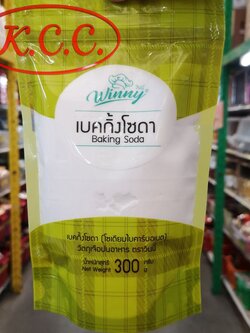 K.C.C.
Winny
เบคกิ้งโซดา
Baking Soda
เบคกิ้งโซดา (โซเดียมไบคาร์บอเนต)
วัตถุเจือปนอาหาร ตราวินนี่
น้ำหนักสุทธิ
Net Weight 300 g